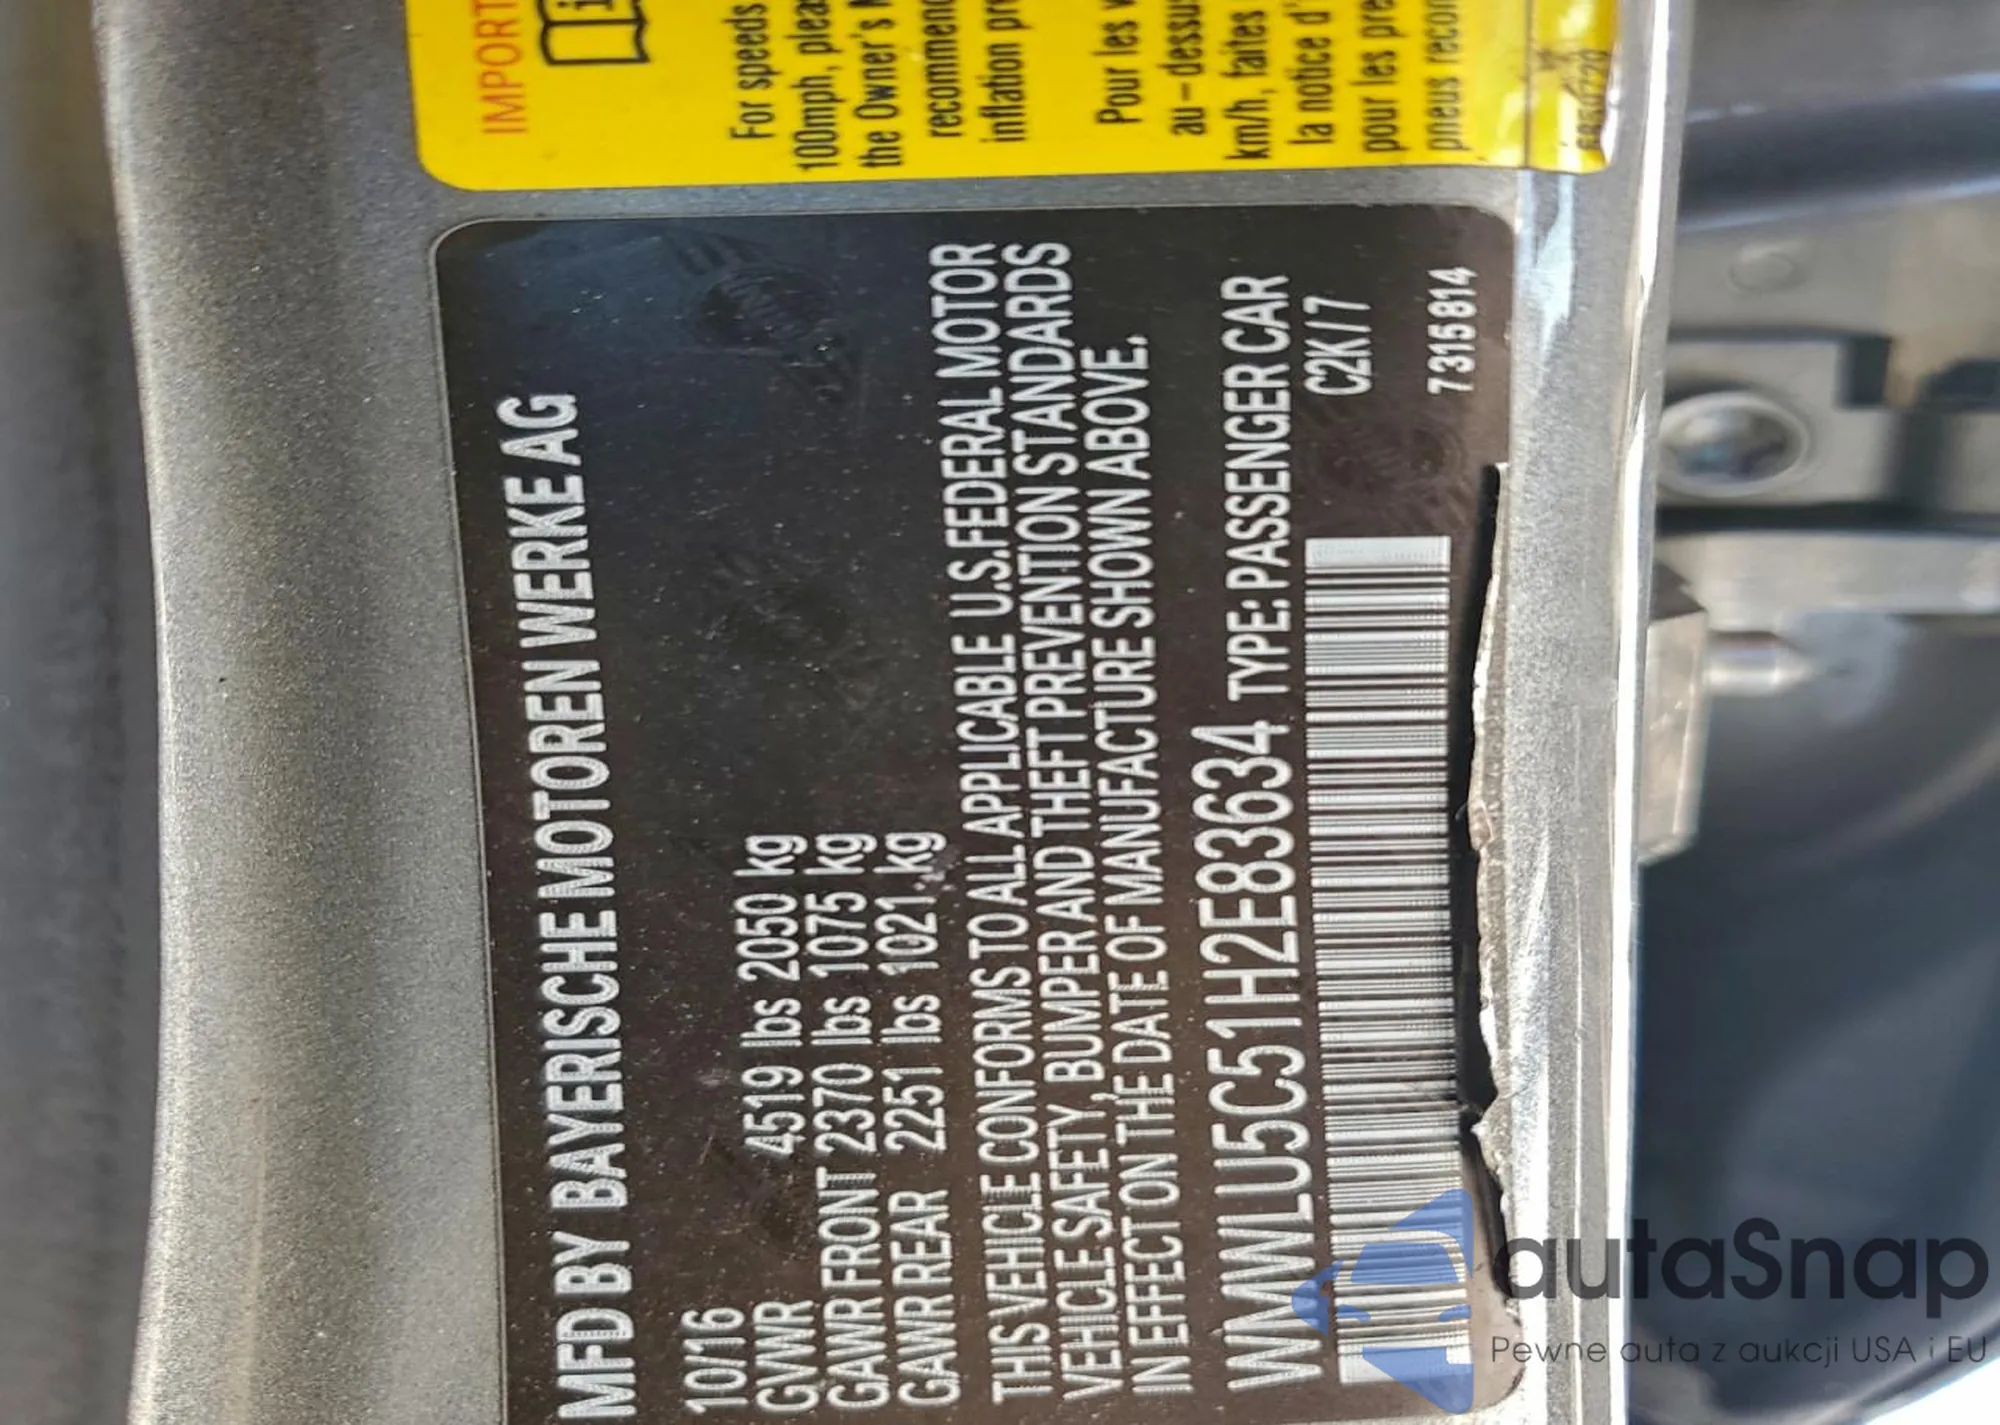 MFD BY BAYERISCHE MOTOREN WERKE AG
10/16
GVWR 4519 lbs 2050 kg
GAWR FRONT 2370 lbs 1075 kg
GAWR REAR 2251 lbs 1021 kg
THIS VEHICLE CONFORMS TO ALL APPLICABLE U.S.FEDERAL MOTOR
VEHICLE SAFETY, BUMPER AND THEFT PREVENTION STANDARDS
IN EFFECT ON THE DATE OF MANUFACTURE SHOWN ABOVE.
WMWLU5C51H2E83634 TYPE: PASSENGER CAR
C2K/7
7315814
IMPORT
For speeds
100mph, pleas
the Owner's
recommend
inflation pre
Pour les
au-dessus
km/h, faites
la notice d'
pour les pre
pneus recom
autaSnap
Pewne auta z aukcji USA i EU